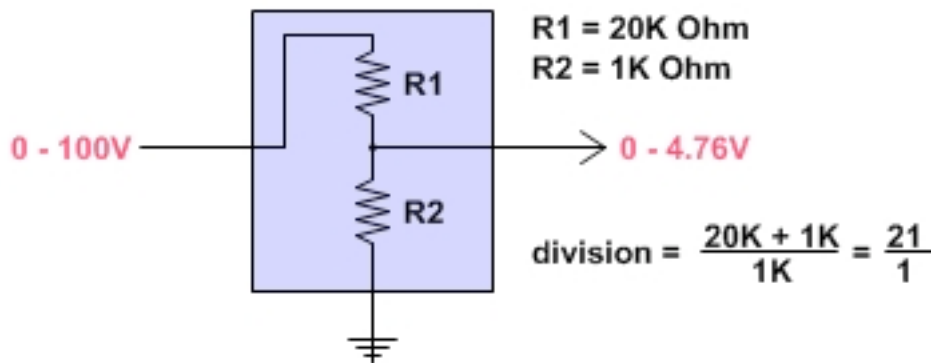 R1 = 20K Ohm
R2 = 1K Ohm
R1
0 - 100V
0 - 4.76V
R2
division = 20K + 1K / 1K = 21 / 1